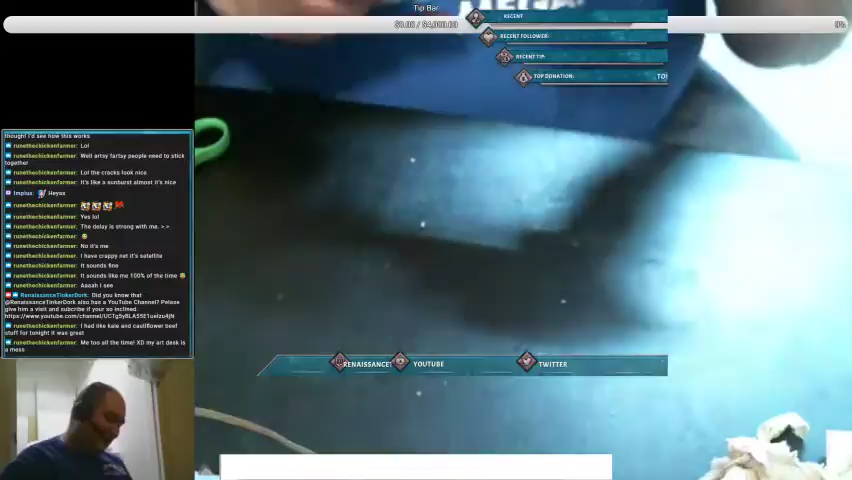 Tip Bar
$0.00 / $4,000.00
0%
RECENT
RECENT FOLLOWER:
RECENT TIP:
TOP DONATION:
TO
thought I'd see how this works
runethechickenfarmer: Lol
runethechickenfarmer: Well artsy fartsy people need to stick
together
runethechickenfarmer: Lol the cracks look nice
runethechickenfarmer: It's like a sunburst almost it's nice
Implus: Heyas
runethechickenfarmer:
runethechickenfarmer: Yes lol
runethechickenfarmer: The delay is strong with me. >.>
runethechickenfarmer:
runethechickenfarmer: No it's me
runethechickenfarmer: I have crappy net it's satellite
runethechickenfarmer: It sounds fine
runethechickenfarmer: It sounds like me 100% of the time
runethechickenfarmer: Aaaah I see
RenaissanceTinkerDork: Did you know that
@RenaissanceTinkerDork also has a YouTube Channel? Please
give him a visit and subcribe if your so inclined.
runethechickenfarmer: I had like kale and cauliflower beef
stuff for tonight it was great
runethechickenfarmer: Me too all the time! XD my art desk is
a mess
RENAISSANCET
YOUTUBE
TWITTER